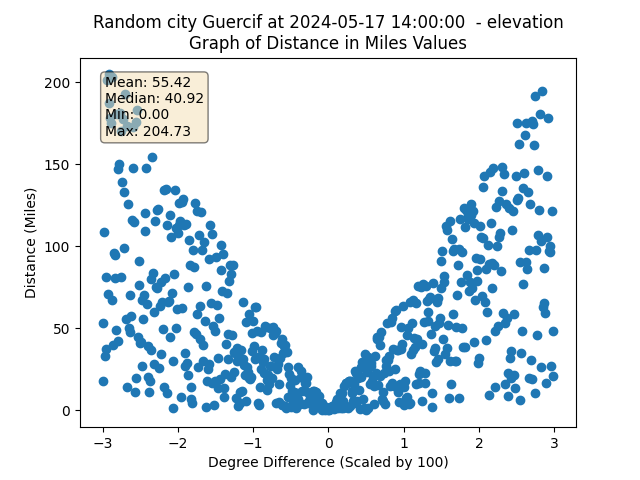 Random city Guercif at 2024-05-17 14:00:00  - elevation
Graph of Distance in Miles Values
Mean: 55.42
Median: 40.92
Min: 0.00
Max: 204.73
200
150
100
50
0
Distance (Miles)
−3 −2 −1 0 1 2 3
Degree Difference (Scaled by 100)